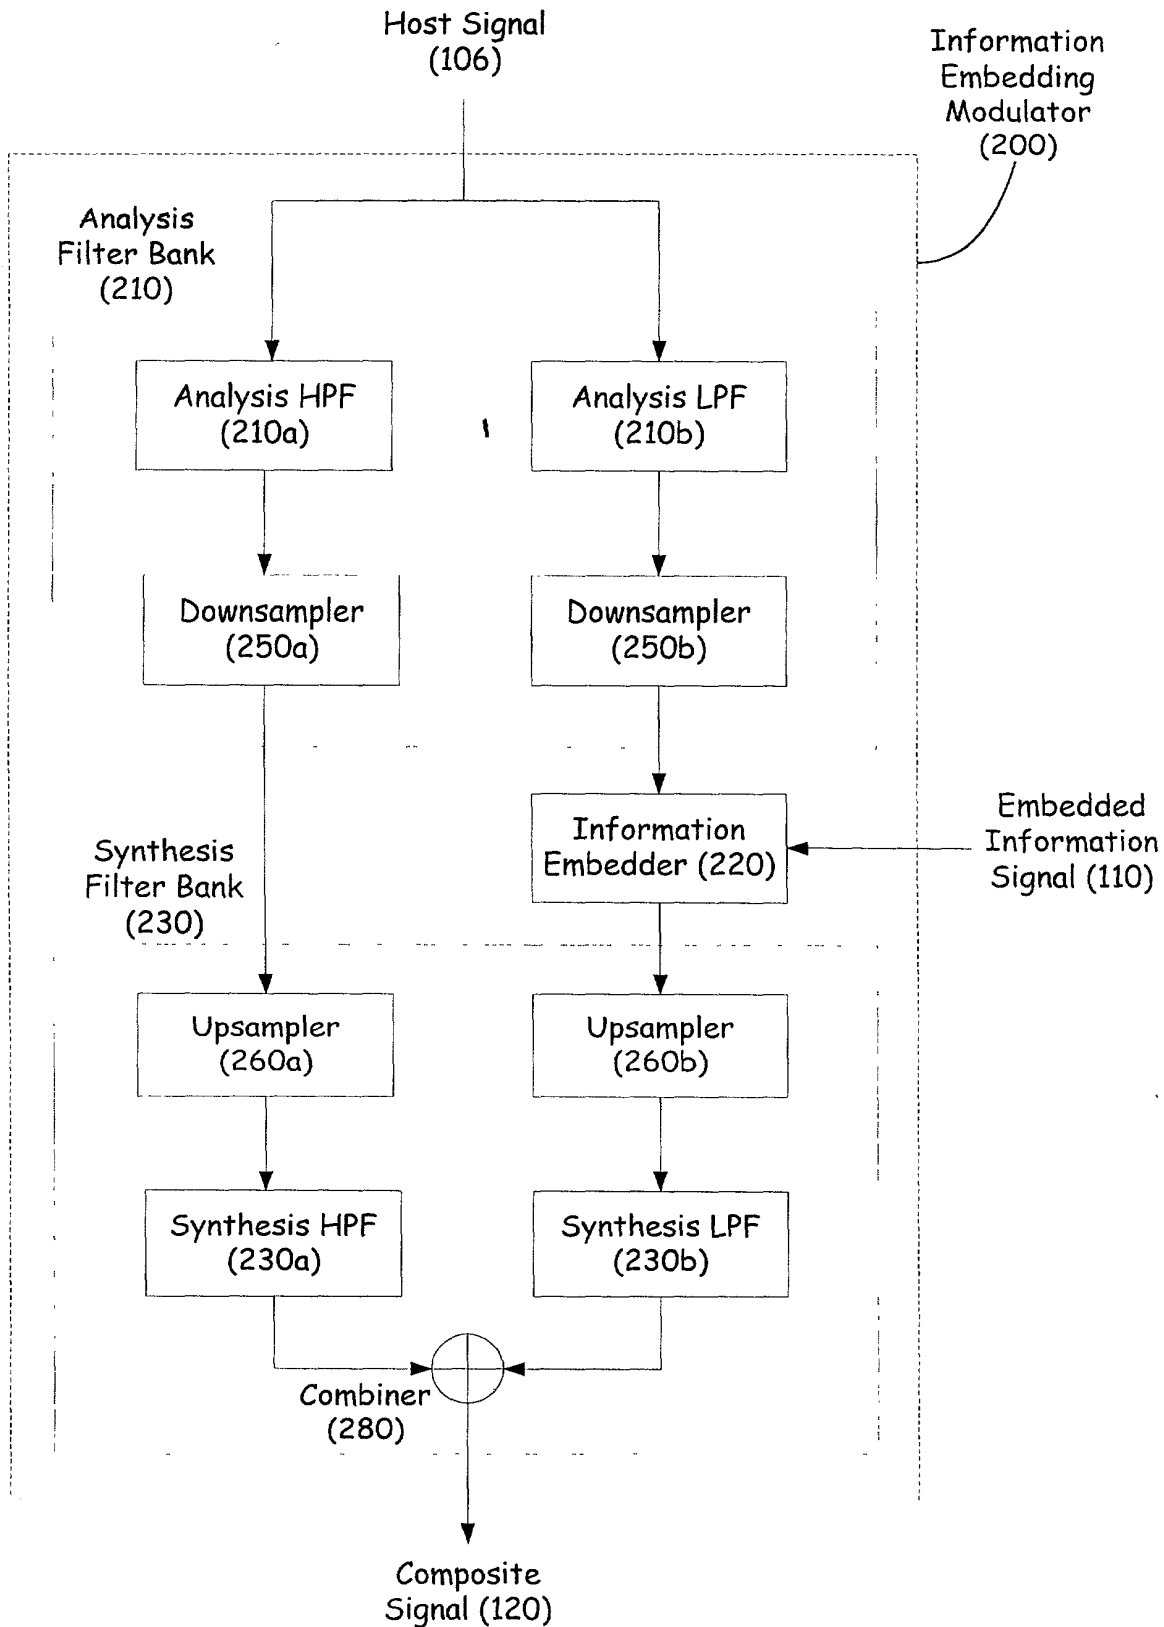 Host Signal
(106)
Information
Embedding
Modulator
(200)
Analysis
Filter Bank
(210)
Analysis HPF
(210a)
Analysis LPF
(210b)
Downsampler
(250a)
Downsampler
(250b)
Information
Embedder (220)
Embedded
Information
Signal (110)
Synthesis
Filter Bank
(230)
Upsampler
(260a)
Upsampler
(260b)
Synthesis HPF
(230a)
Synthesis LPF
(230b)
Combiner
(280)
Composite
Signal (120)